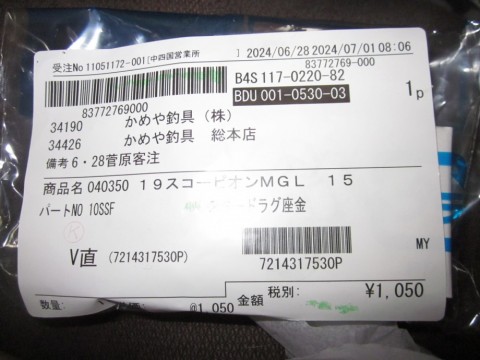 受注No 11051172-001[中四国営業所 ] 2024/06/28 2024/07/01 08:06
83772769-000
B4S 117-0220-82
83772769000
BDU 001-0530-03
1p
34190 かめや釣具（株）
34426 かめや釣具 総本店
備考 6・28菅原客注
商品名 040350 19スコーピオンMGL 15
パートNO 10SSF ドラグ座金
V直 (7214317530P)
7214317530P
MY
数量: @1,050
金額 税別: ¥1,050